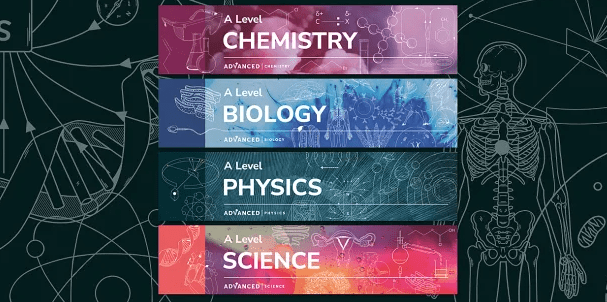 S
A Level
CHEMISTRY
δ+ δ-
C X
ADVANCED | CHEMISTRY
A Level
BIOLOGY
ADVANCED | BIOLOGY
A Level
PHYSICS
ADVANCED | PHYSICS
A Level
SCIENCE
ADVANCED | SCIENCE